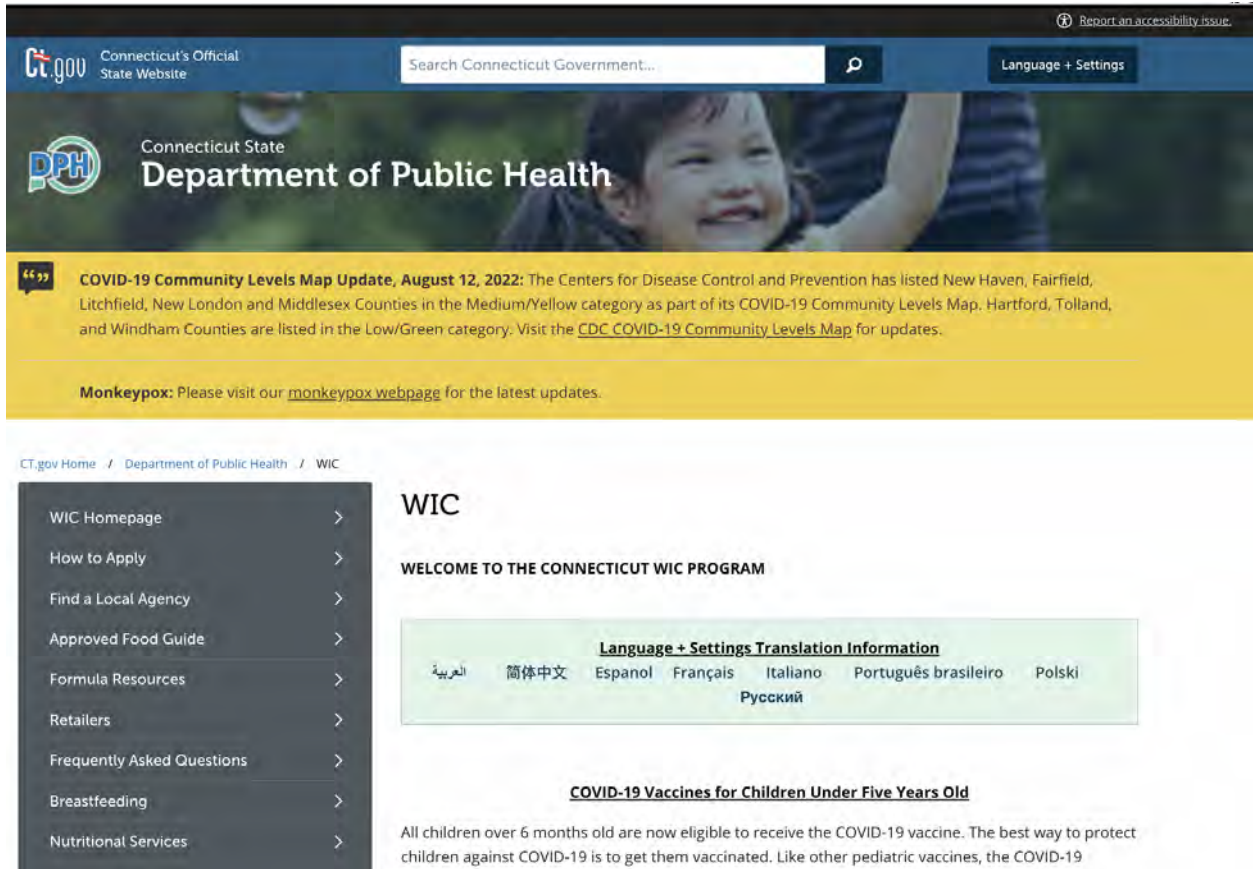 Report an accessibility issue.
Ct.gov
Connecticut's Official
State Website
Search Connecticut Government...
Language + Settings
DPH
Connecticut State
Department of Public Health
COVID-19 Community Levels Map Update, August 12, 2022: The Centers for Disease Control and Prevention has listed New Haven, Fairfield,
Litchfield, New London and Middlesex Counties in the Medium/Yellow category as part of its COVID-19 Community Levels Map. Hartford, Tolland,
and Windham Counties are listed in the Low/Green category. Visit the CDC COVID-19 Community Levels Map for updates.
Monkeypox: Please visit our monkeypox webpage for the latest updates.
CT.gov Home / Department of Public Health / WIC
WIC Homepage
How to Apply
Find a Local Agency
Approved Food Guide
Formula Resources
Retailers
Frequently Asked Questions
Breastfeeding
Nutritional Services
WIC
WELCOME TO THE CONNECTICUT WIC PROGRAM
Language + Settings Translation Information
العربية 简体中文 Espanol Français Italiano Português brasileiro Polski
Русский
COVID-19 Vaccines for Children Under Five Years Old
All children over 6 months old are now eligible to receive the COVID-19 vaccine. The best way to protect
children against COVID-19 is to get them vaccinated. Like other pediatric vaccines, the COVID-19